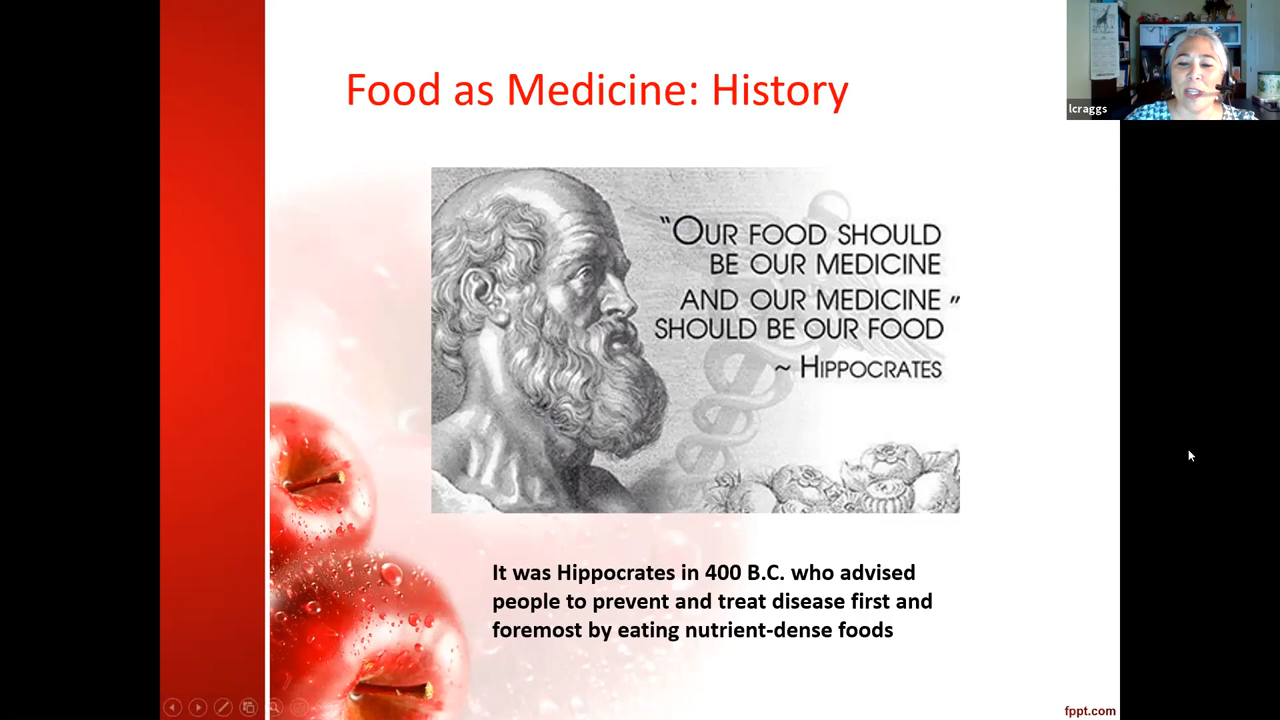 Food as Medicine: History
lcraggs
“OUR FOOD SHOULD
BE OUR MEDICINE
AND OUR MEDICINE ”
SHOULD BE OUR FOOD
~ HIPPOCRATES
It was Hippocrates in 400 B.C. who advised
people to prevent and treat disease first and
foremost by eating nutrient-dense foods
fppt.com